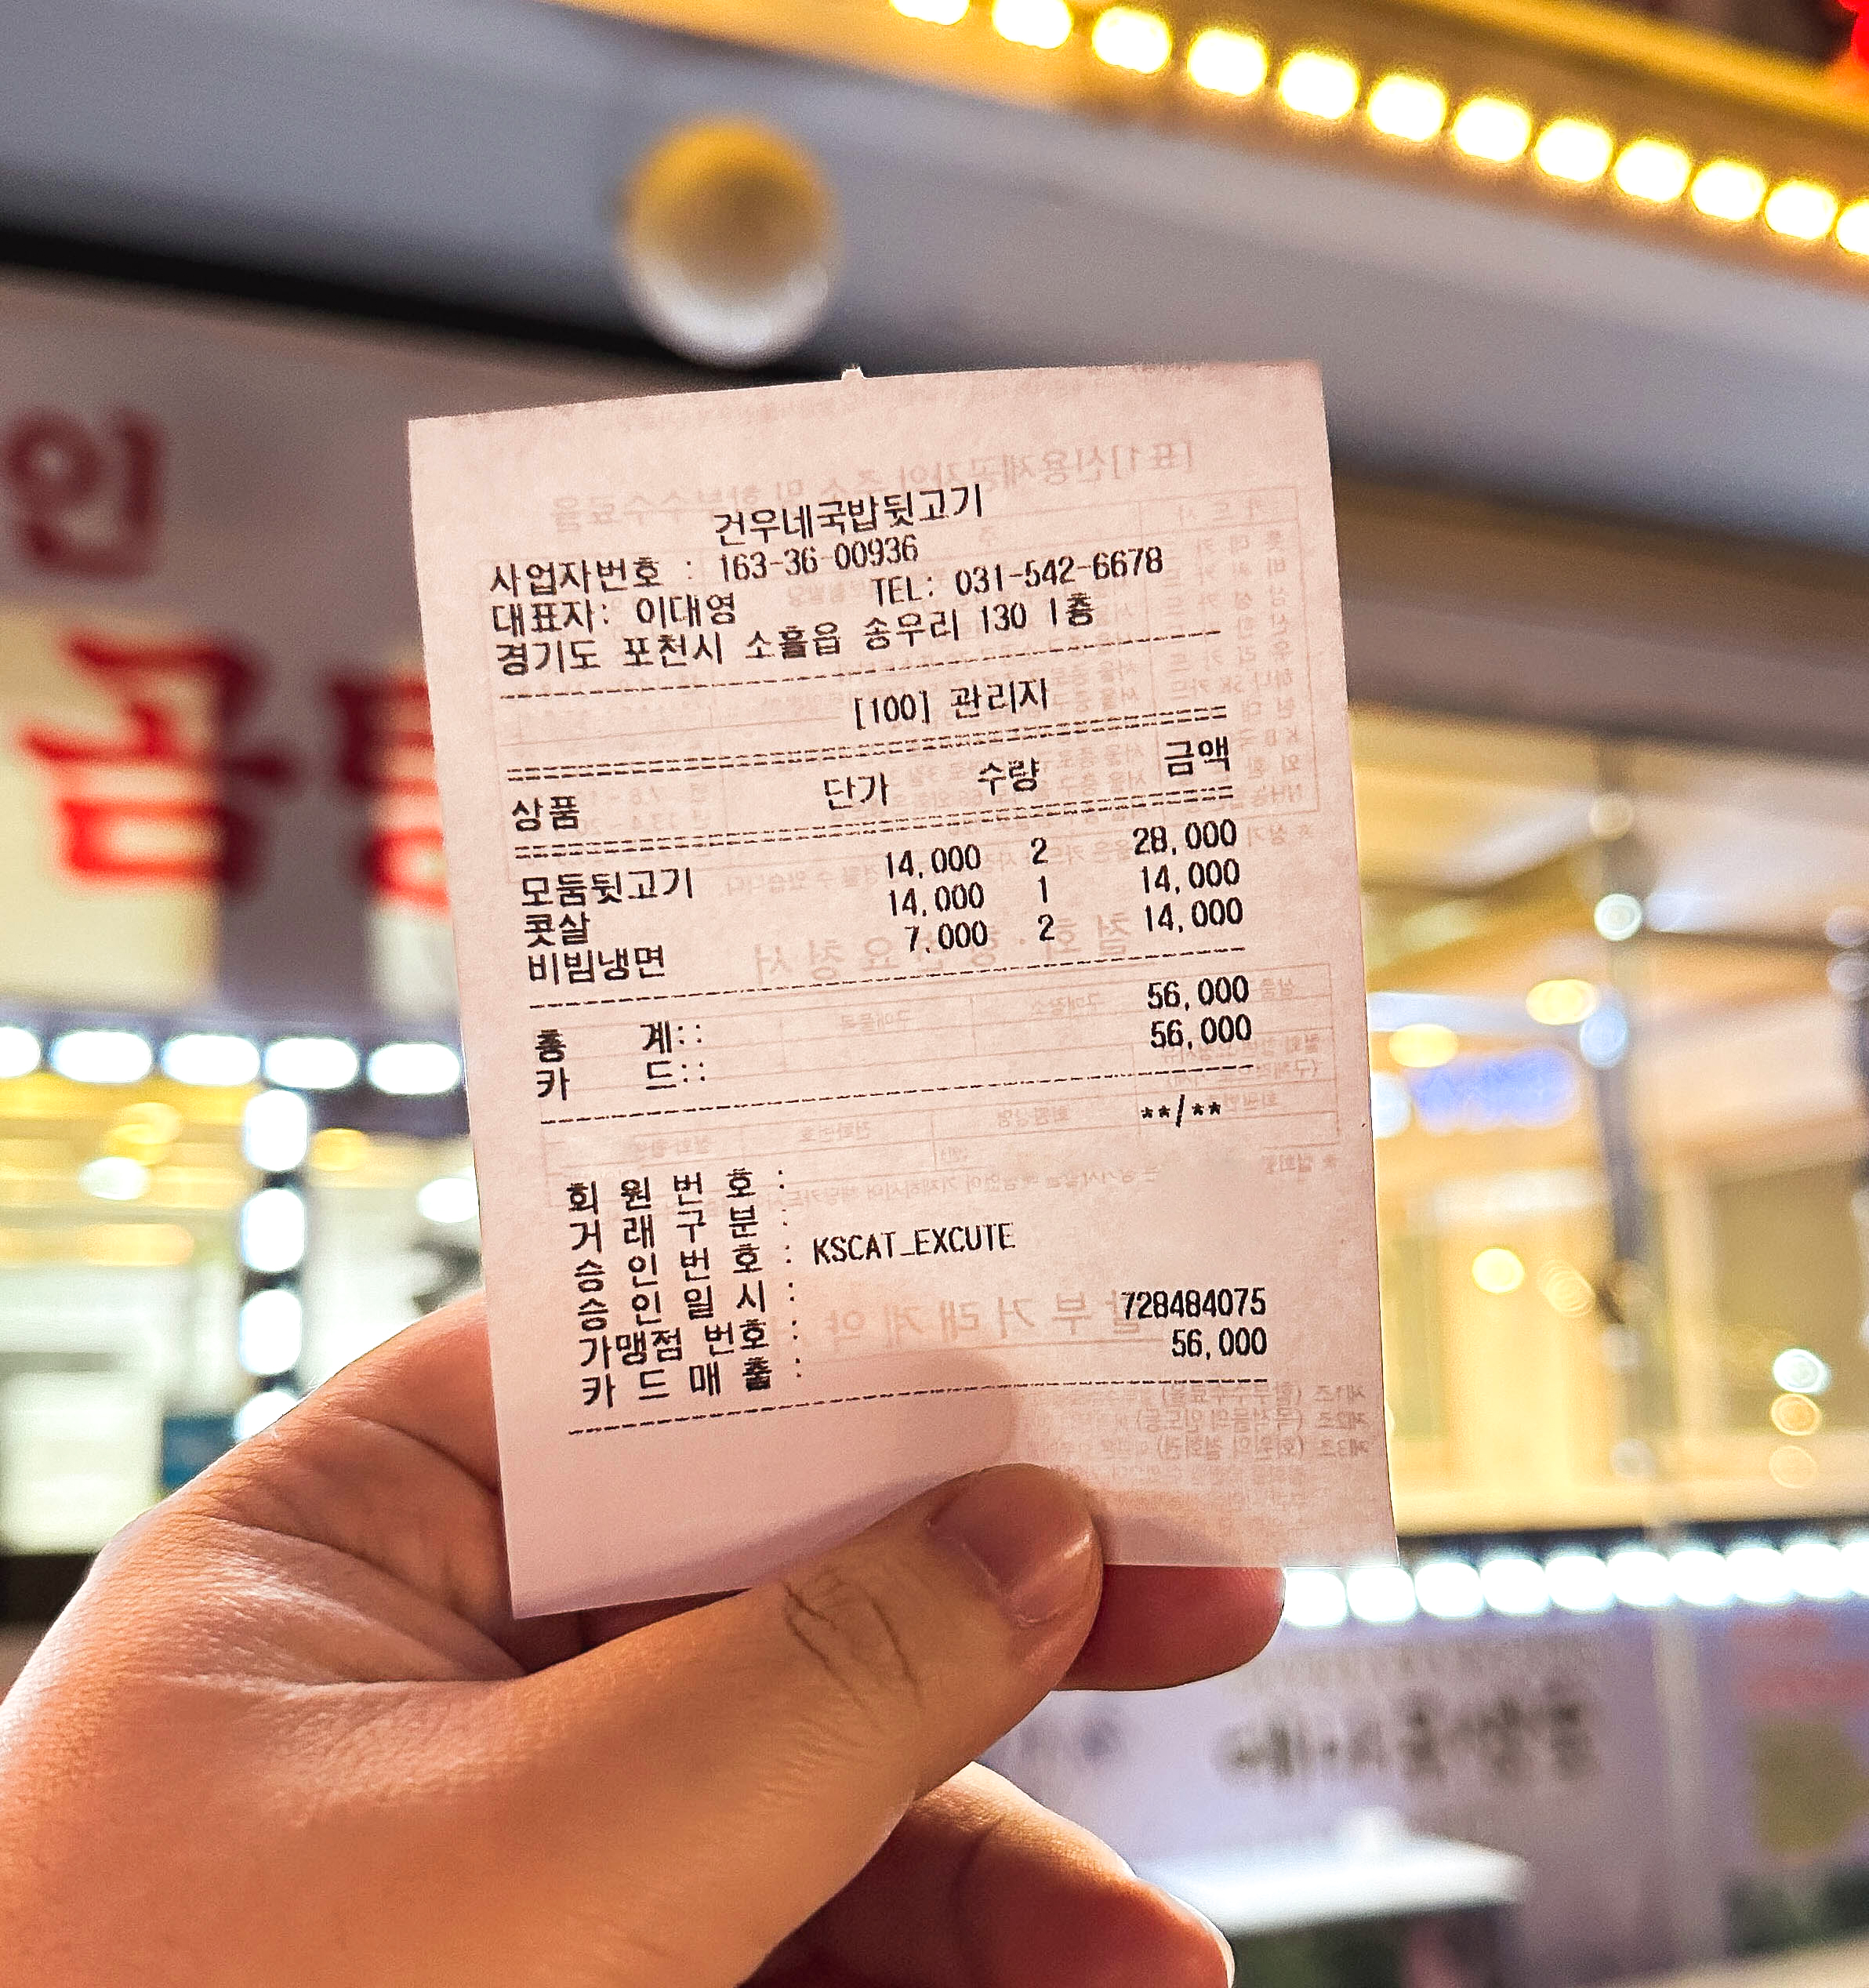 건우네국밥뒷고기
사업자번호 : 163-36-00936
대표자: 이대영 TEL: 031-542-6678
경기도 포천시 소흘읍 송우리 130 1층
[100] 관리자
상품 단가 수량 금액
모둠뒷고기 14,000 2 28,000
콧살 14,000 1 14,000
비빔냉면 7,000 2 14,000
총 계:: 56,000
카 드:: 56,000
**/**
회 원 번 호 :
거 래 구 분 :
승 인 번 호 : KSCAT_EXCUTE
승 인 일 시 :
가맹점 번호 : 728484075
카 드 매 출 : 56,000
인
곰탕